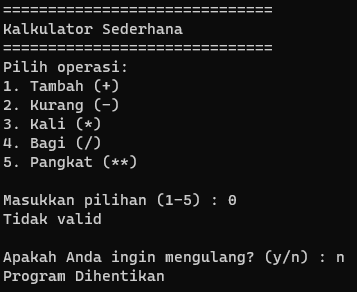 ==============================
Kalkulator Sederhana
==============================
Pilih operasi:
1. Tambah (+)
2. Kurang (-)
3. Kali (*)
4. Bagi (/)
5. Pangkat (**)

Masukkan pilihan (1-5) : 0
Tidak valid

Apakah Anda ingin mengulang? (y/n) : n
Program Dihentikan